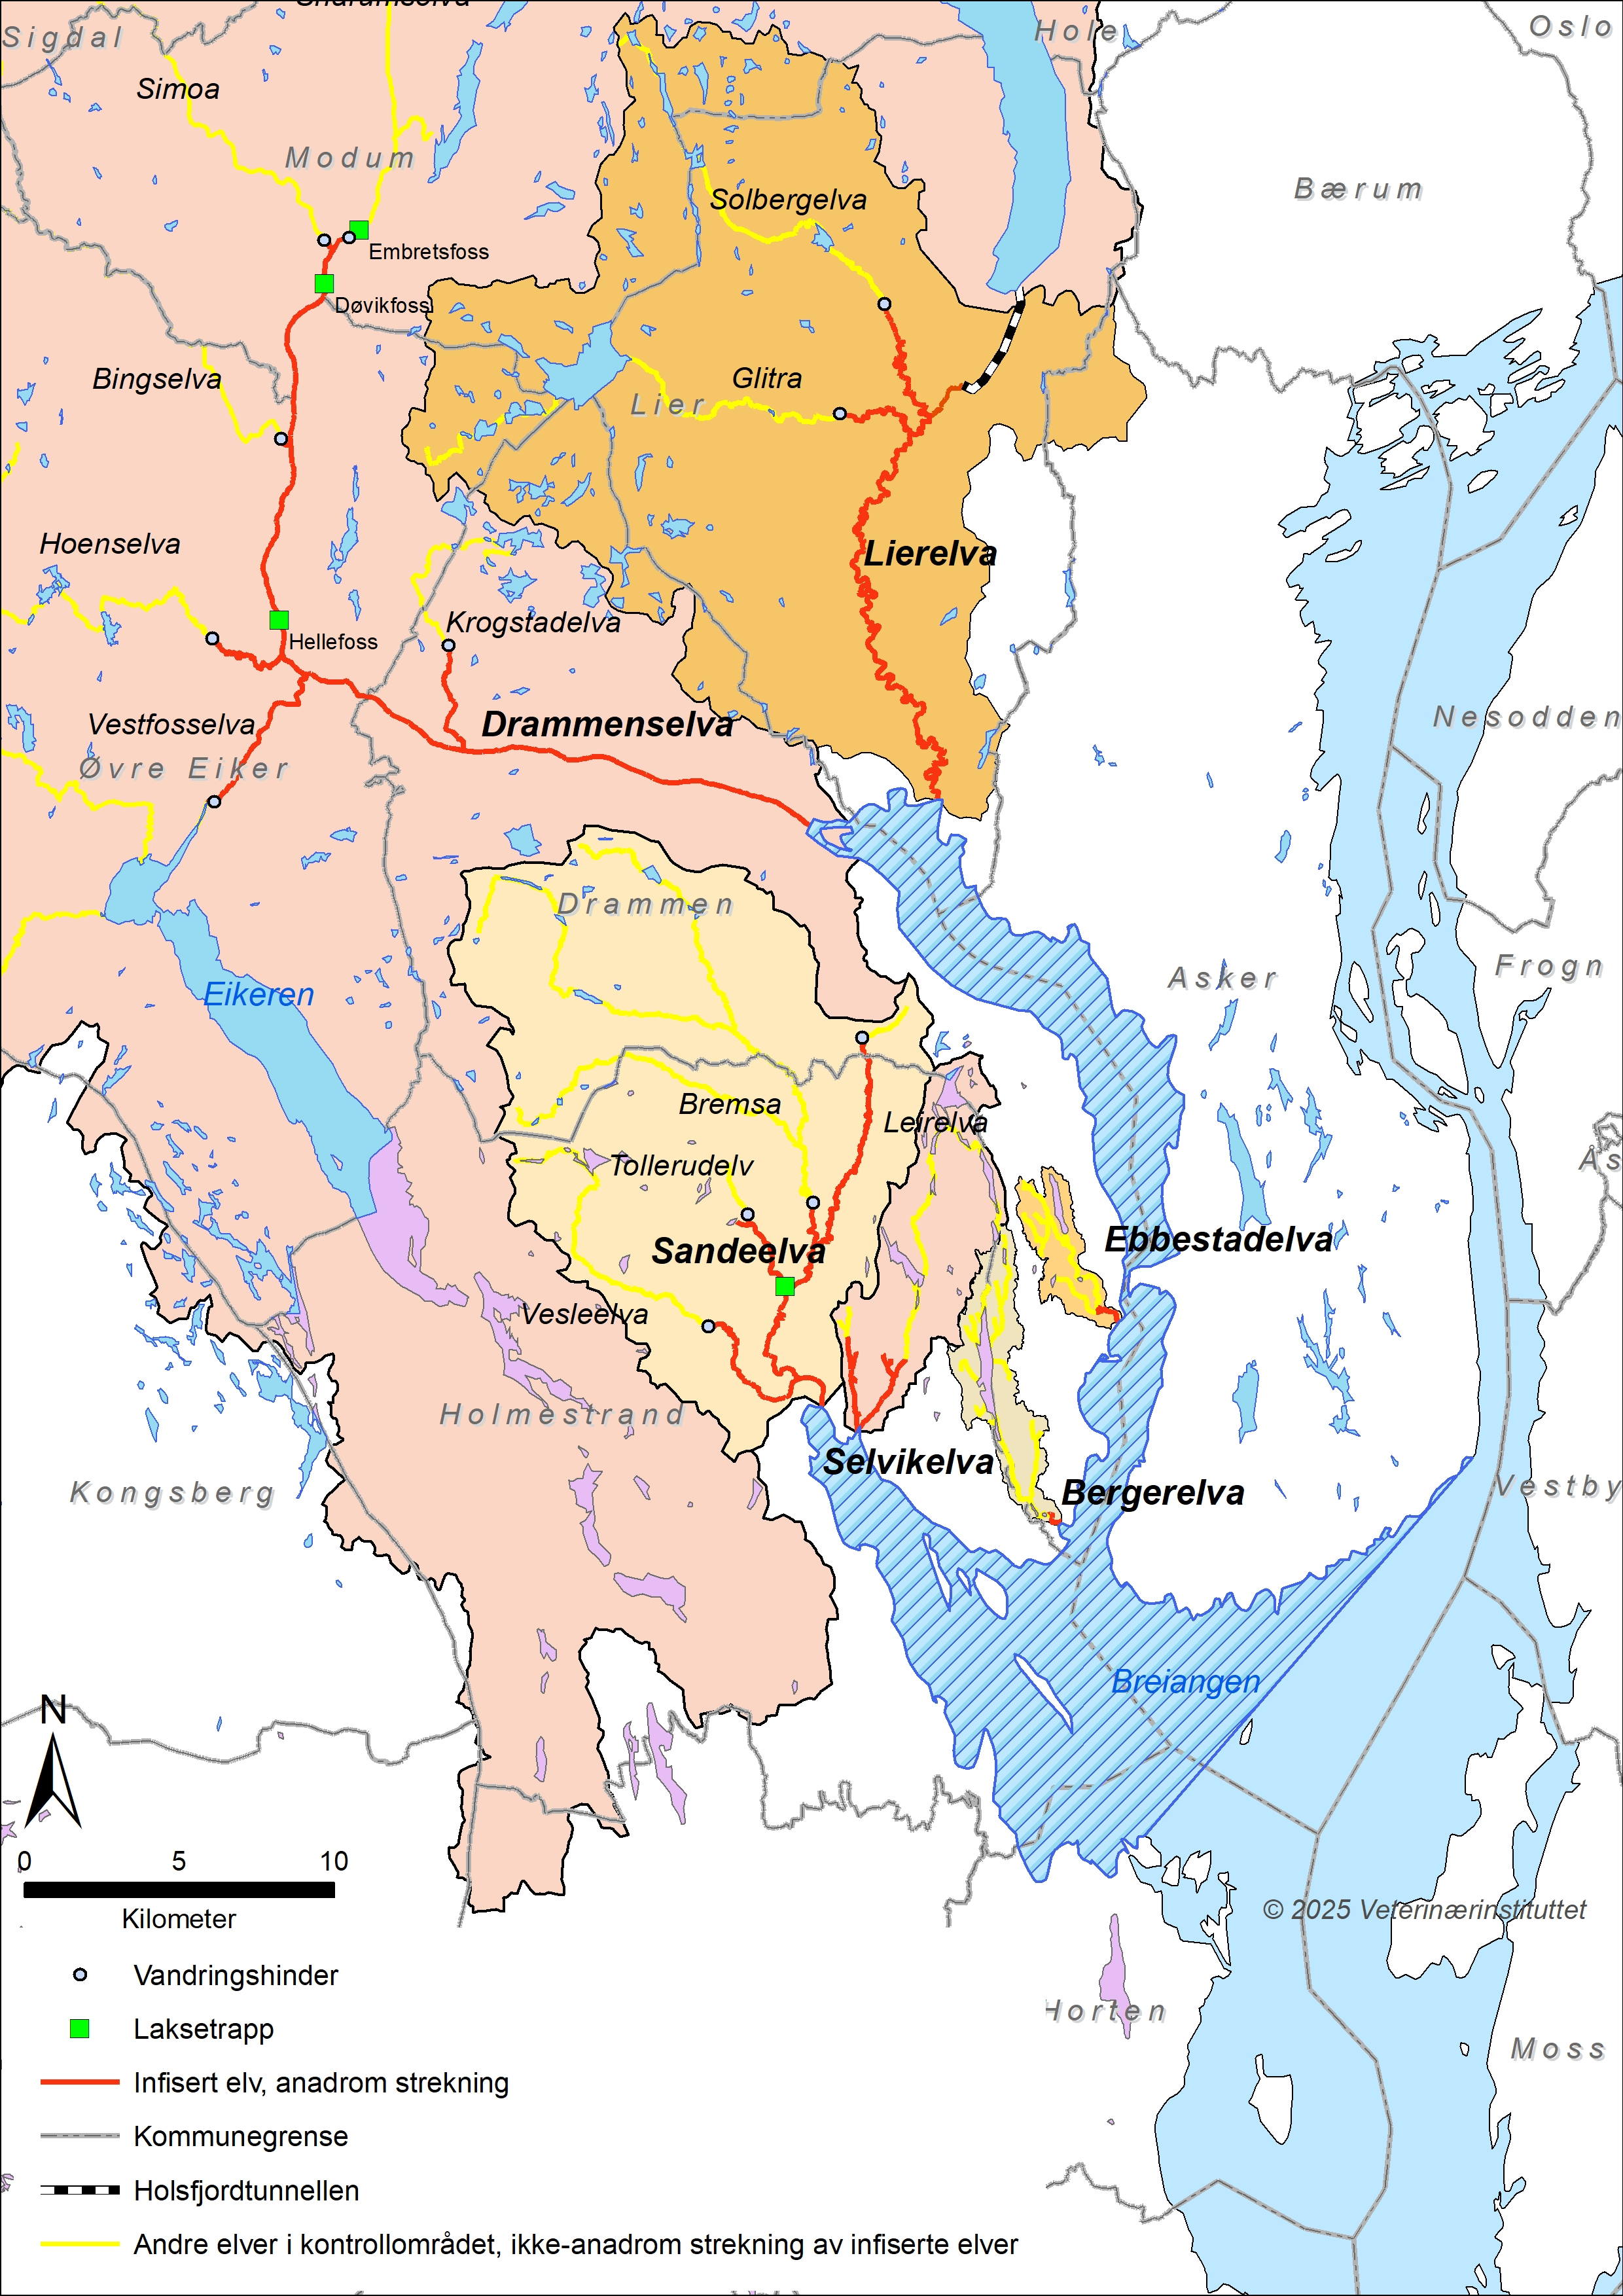 Sigdal
Hole
Oslo
Simoa
Modum
Bærum
Solbergelva
Embretsfoss
Døvikfoss
Bingselva
Glitra
Lier
Hoenselva
Lierelva
Krogstadelva
Hellefoss
Vestfosselva
Drammenselva
Nesodden
Øvre Eiker
Drammen
Asker
Frogn
Eikeren
Bremsa
Leirelva
Tollerudelv
Ås
Sandeelva
Ebbestadelva
Vesleelva
Holmestrand
Selvikelva
Kongsberg
Bergerelva
Vestby
Breiangen
N
0 5 10
Kilometer
© 2025 Veterinærinstituttet
Vandringshinder
Horten
Laksetrapp
Moss
Infisert elv, anadrom strekning
Kommunegrense
Holsfjordtunnellen
Andre elver i kontrollområdet, ikke-anadrom strekning av infiserte elver